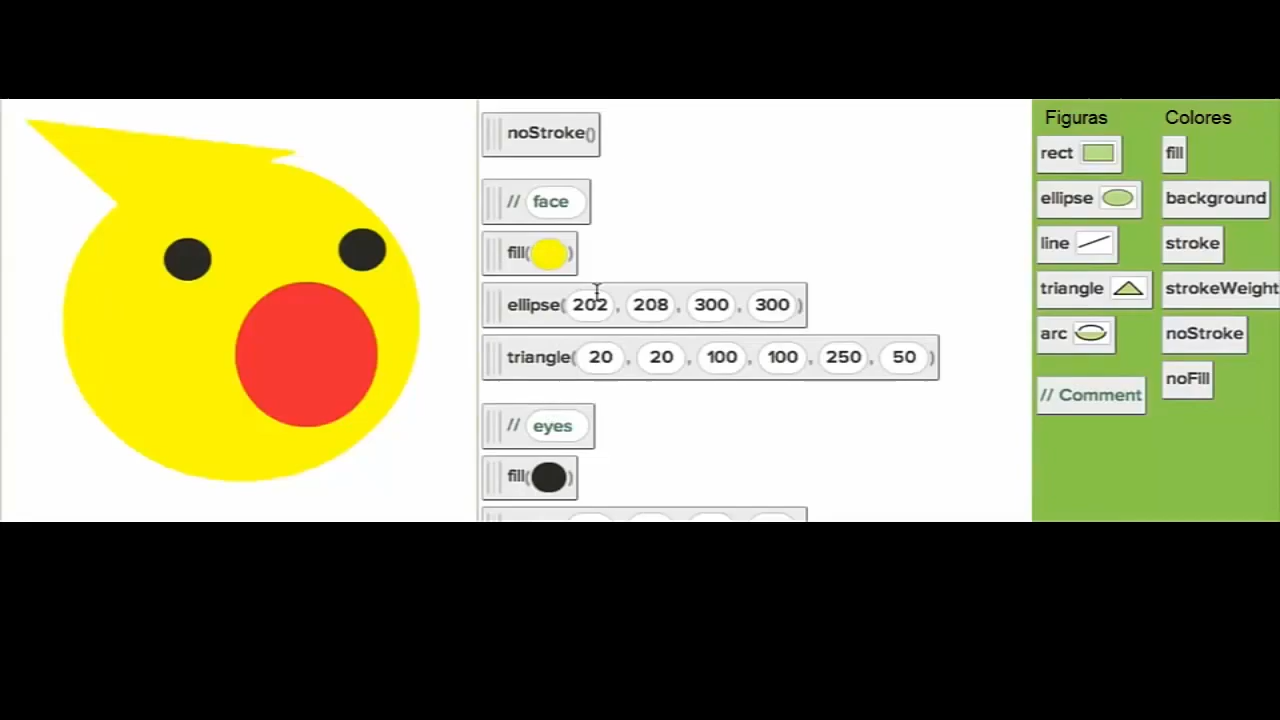 noStroke()
// face
fill( )
ellipse( 202 , 208 , 300 , 300 )
triangle( 20 , 20 , 100 , 100 , 250 , 50 )
// eyes
fill( )
Figuras
rect
ellipse
line
triangle
arc
// Comment
Colores
fill
background
stroke
strokeWeight
noStroke
noFill